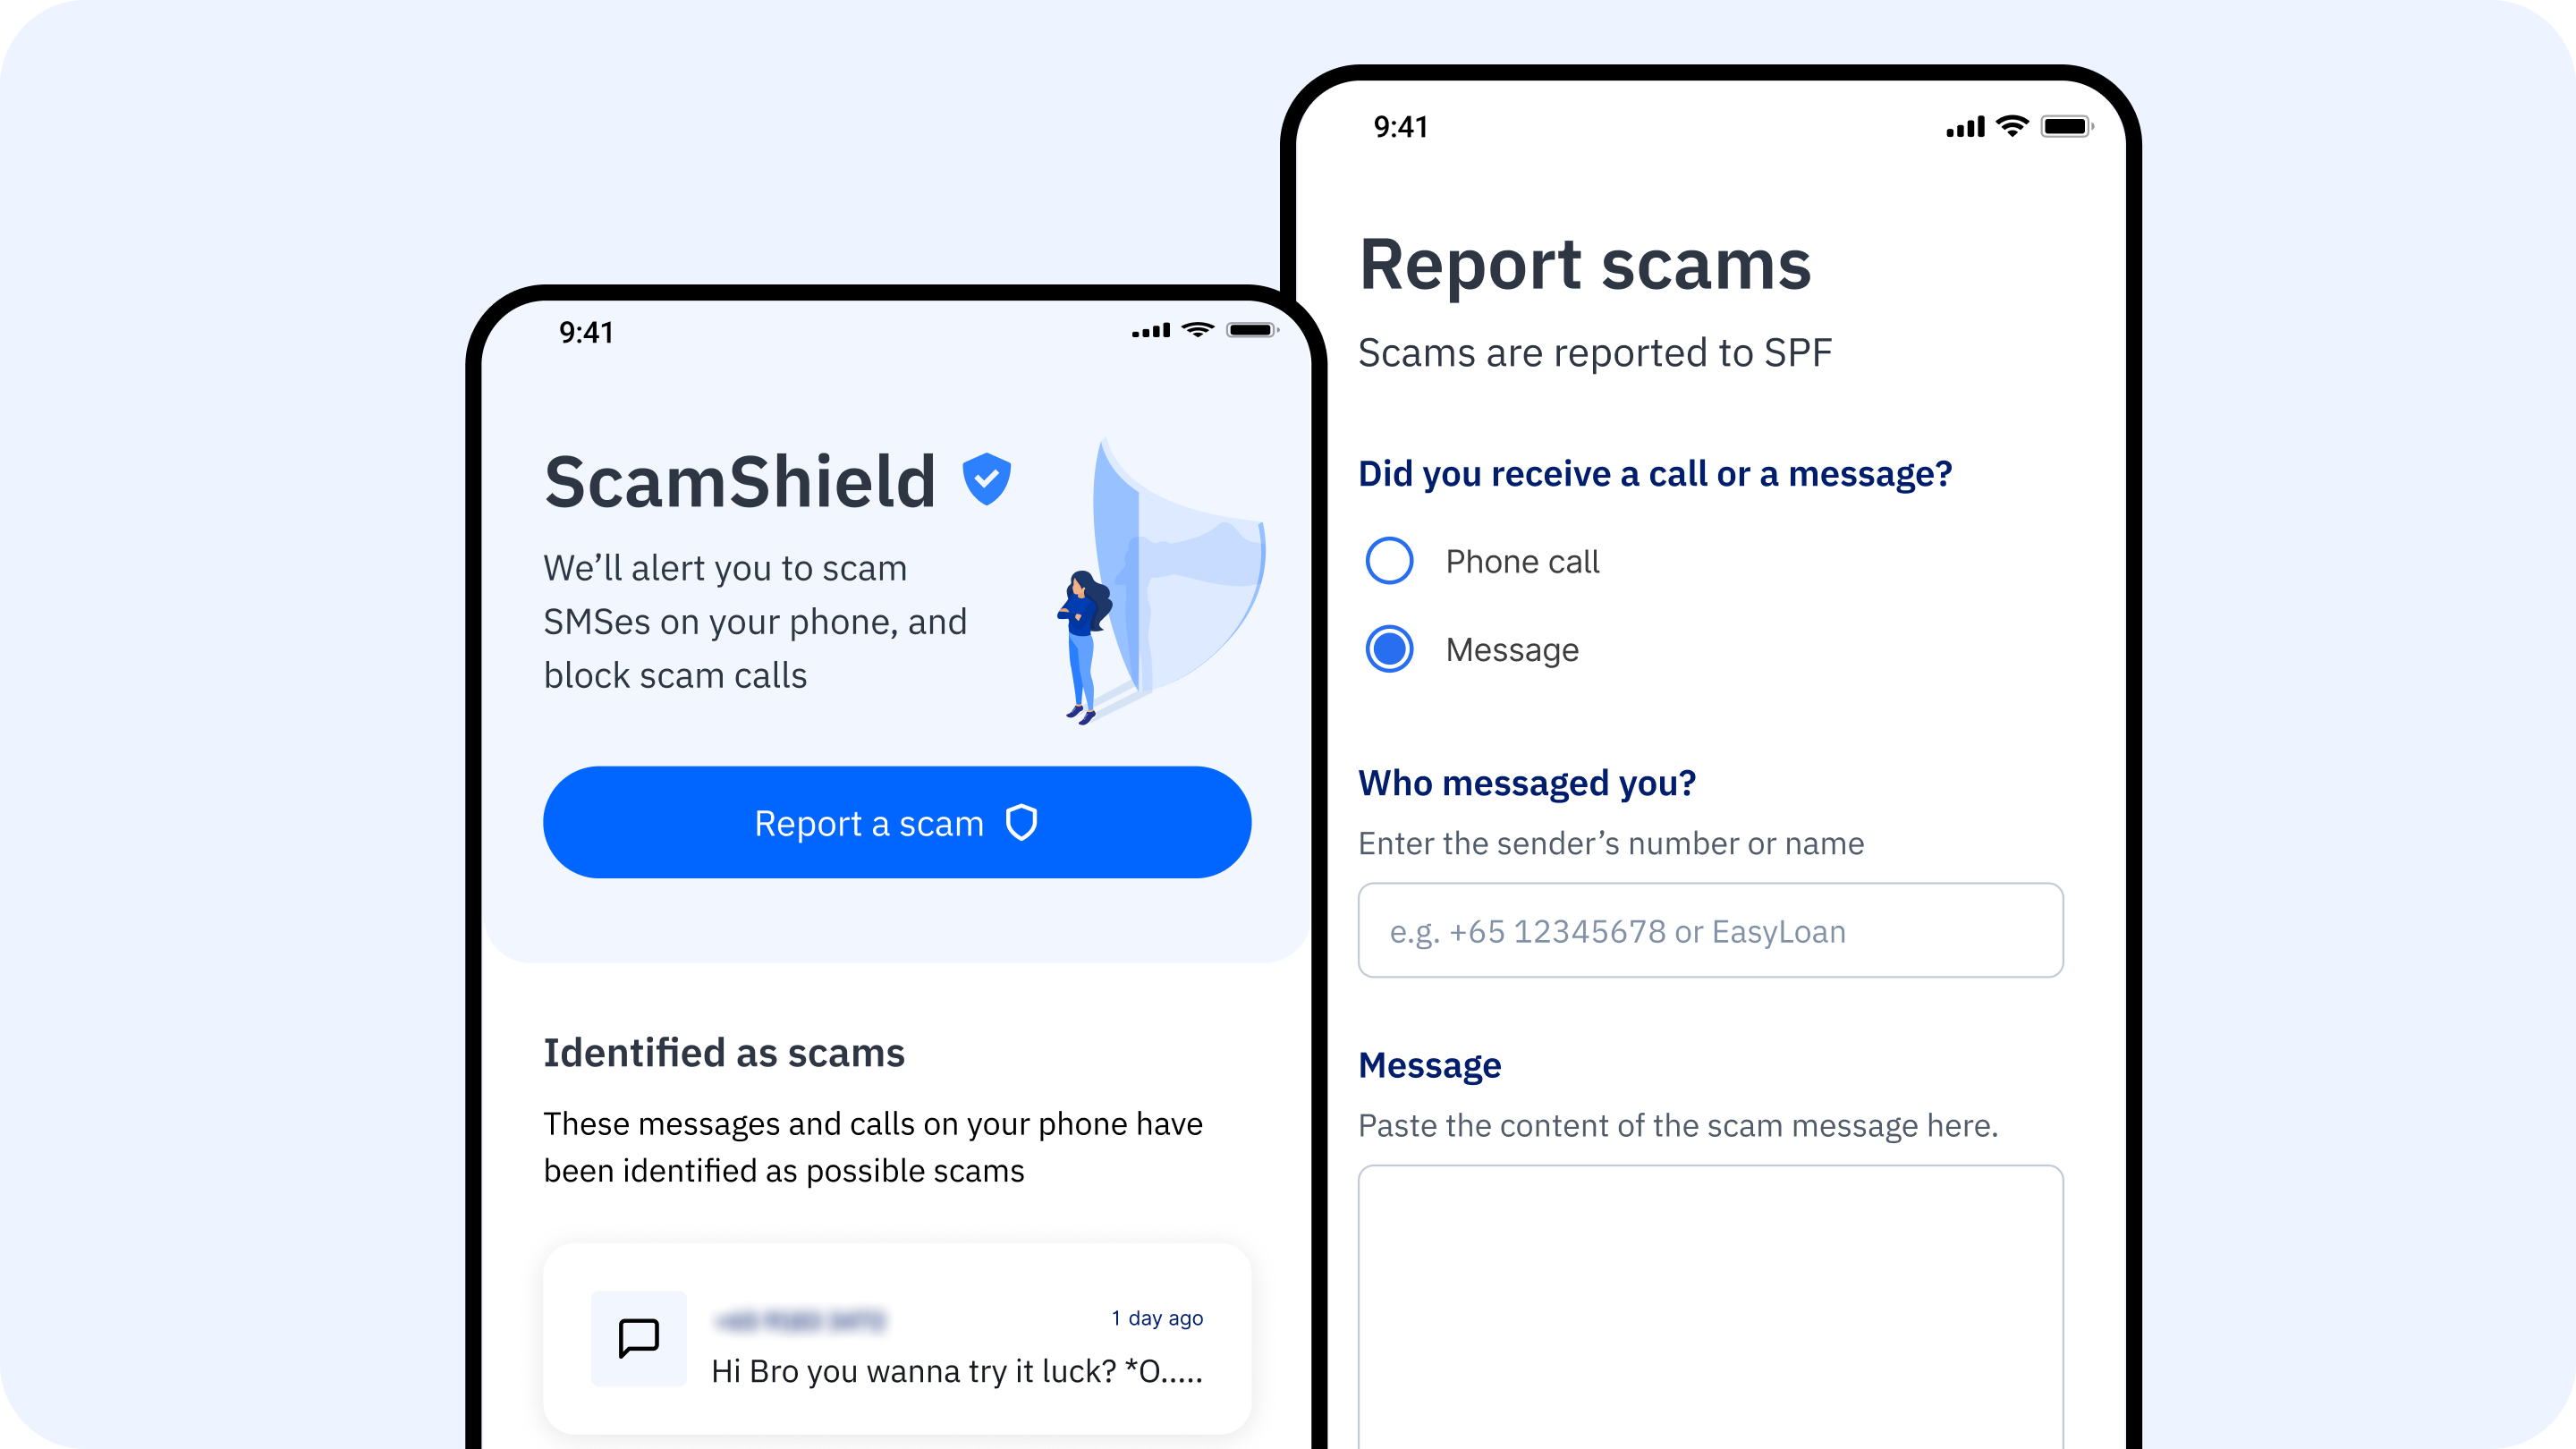 9:41
ScamShield
We’ll alert you to scam
SMSes on your phone, and
block scam calls
Report a scam
Identified as scams
These messages and calls on your phone have
been identified as possible scams
1 day ago
Hi Bro you wanna try it luck? *O.....
9:41
Report scams
Scams are reported to SPF
Did you receive a call or a message?
Phone call
Message
Who messaged you?
Enter the sender’s number or name
e.g. +65 12345678 or EasyLoan
Message
Paste the content of the scam message here.